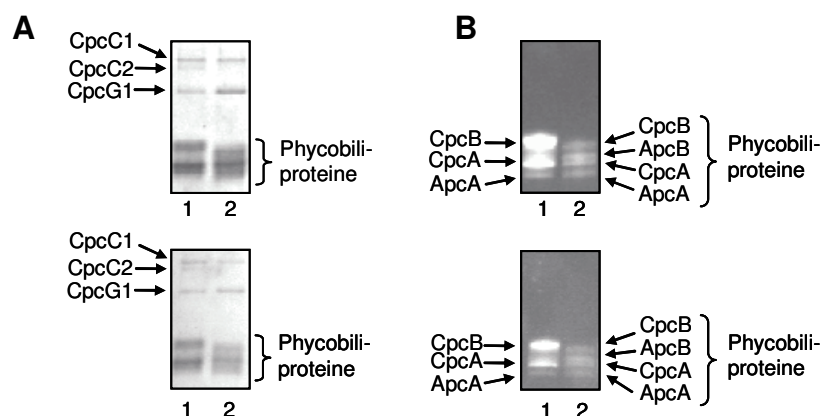 A
CpcC1
CpcC2
CpcG1
Phycobili-
proteine
1 2
CpcC1
CpcC2
CpcG1
Phycobili-
proteine
1 2
B
CpcB
CpcA
ApcA
CpcB
ApcB
CpcA
ApcA
Phycobili-
proteine
1 2
CpcB
CpcA
ApcA
CpcB
ApcB
CpcA
ApcA
Phycobili-
proteine
1 2